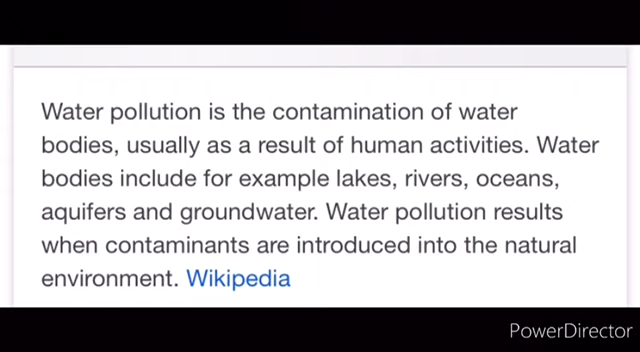 Water pollution is the contamination of water
bodies, usually as a result of human activities. Water
bodies include for example lakes, rivers, oceans,
aquifers and groundwater. Water pollution results
when contaminants are introduced into the natural
environment. Wikipedia
PowerDirector